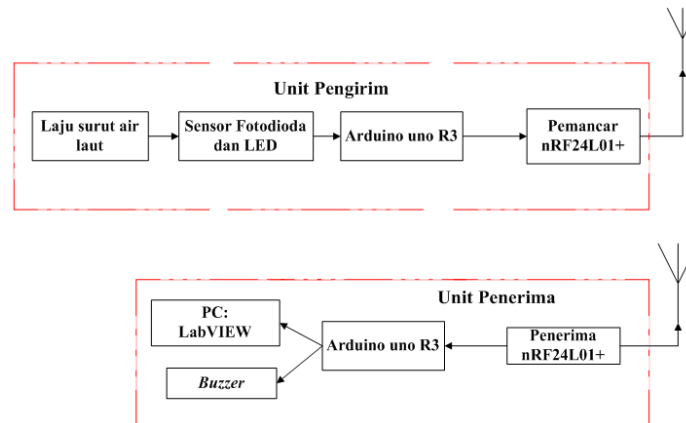 Unit Pengirim
Laju surut air
laut
Sensor Fotodioda
dan LED
Arduino uno R3
Pemancar
nRF24L01+
Unit Penerima
PC:
LabVIEW
Buzzer
Arduino uno R3
Penerima
nRF24L01+